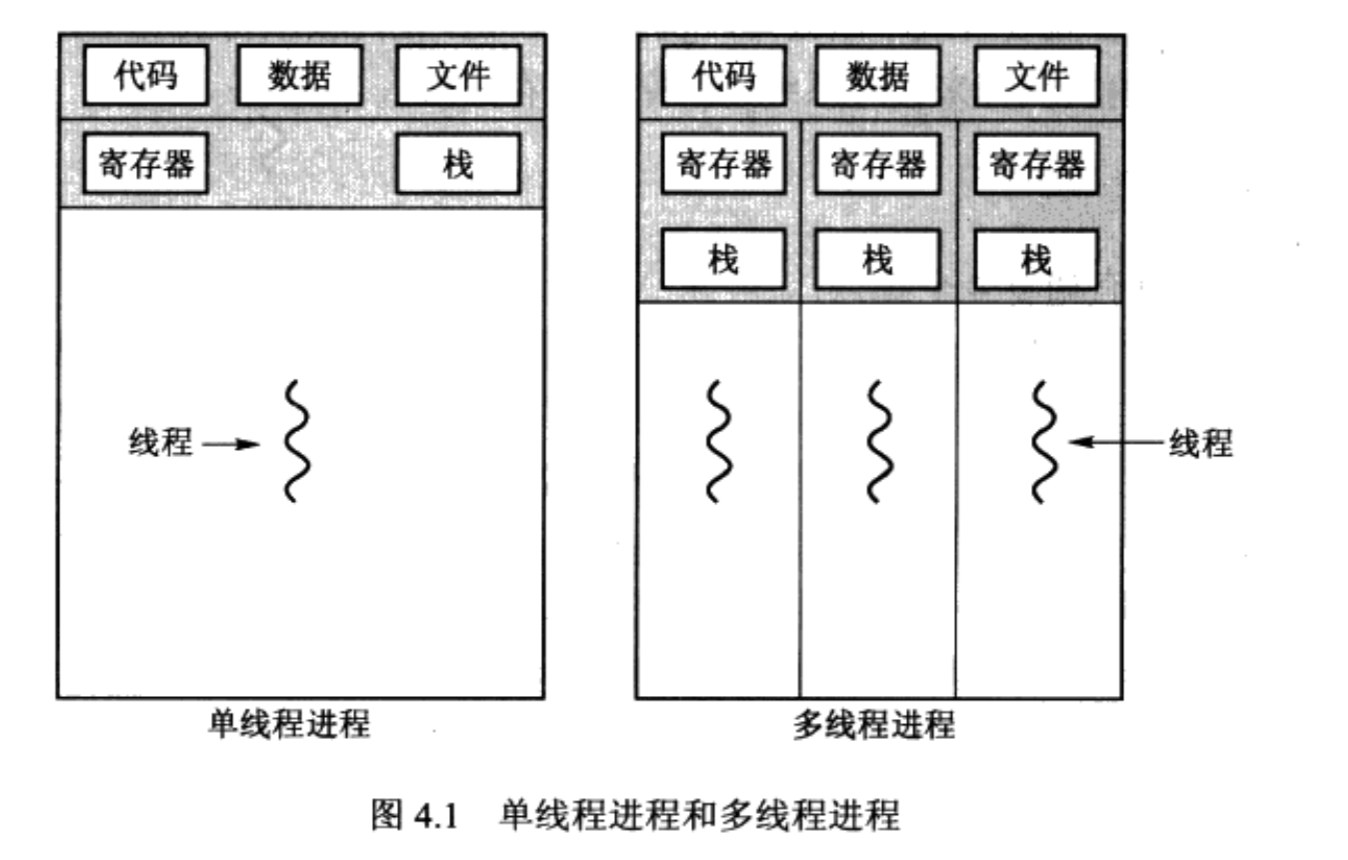 代码 数据 文件 代码 数据 文件
寄存器 栈 寄存器 寄存器 寄存器
栈 栈 栈
线程 线程
单线程进程 多线程进程
图 4.1 单线程进程和多线程进程